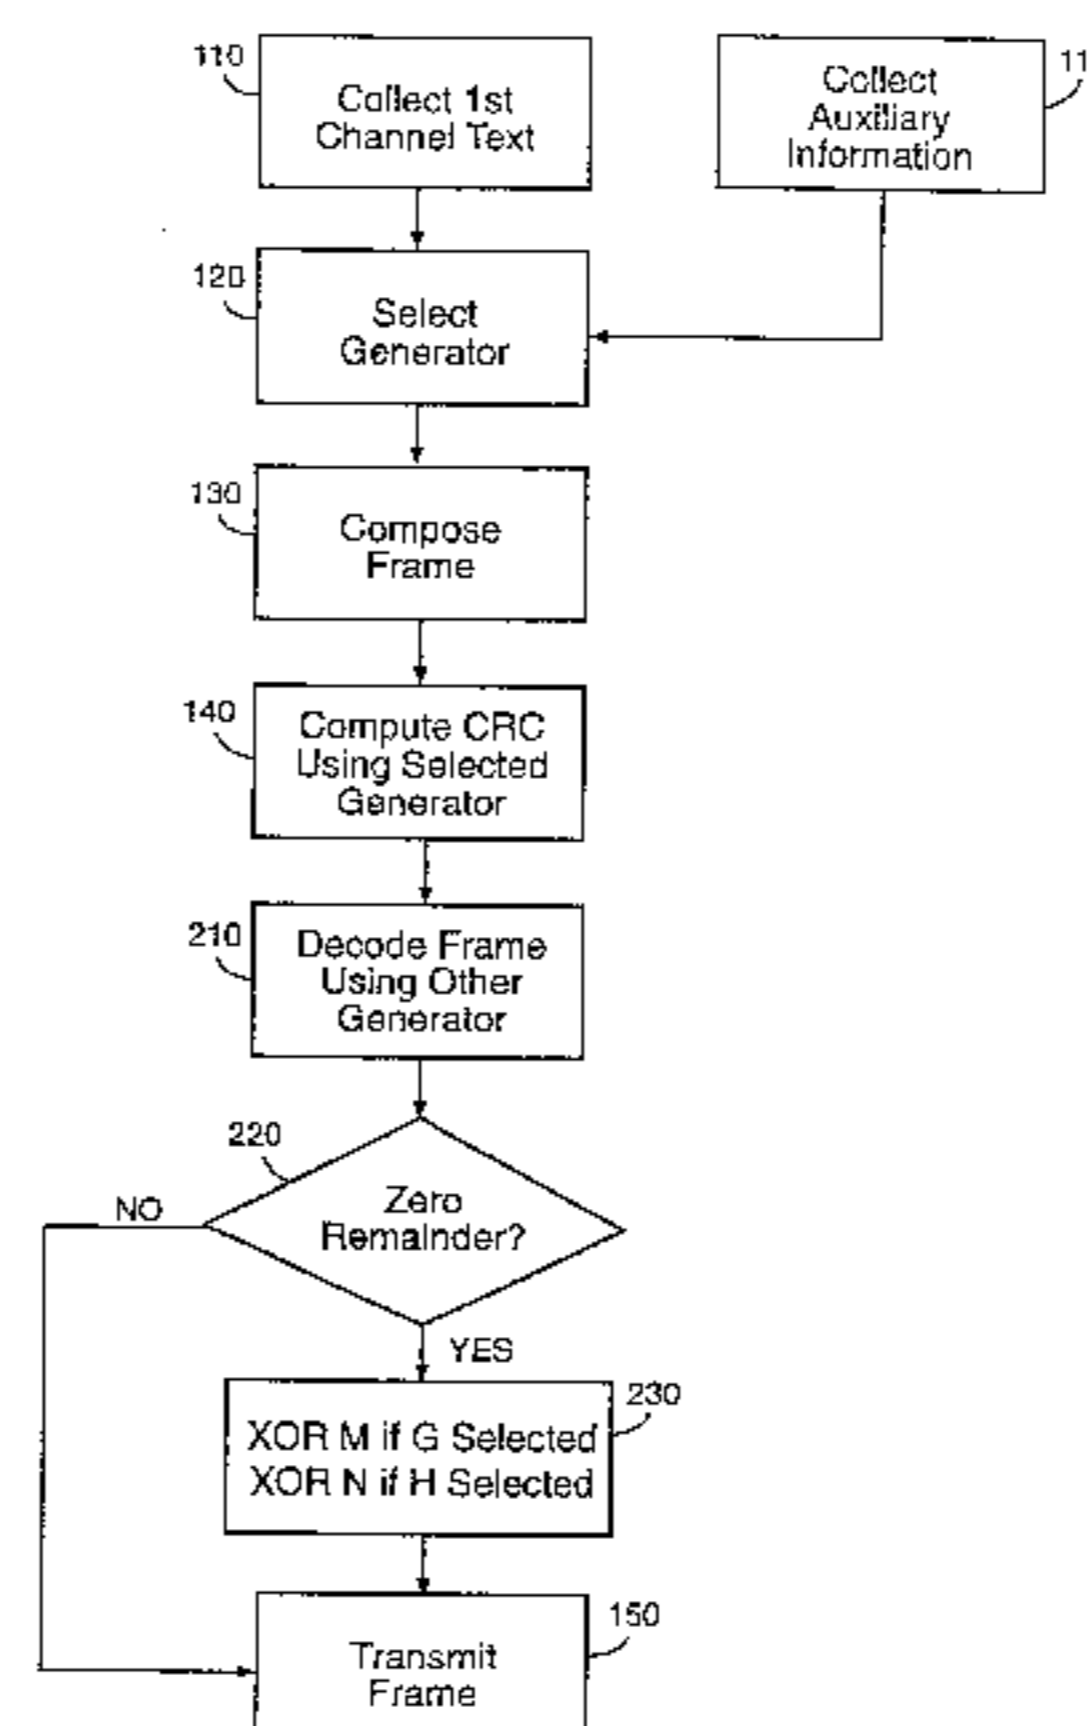 110
Collect 1st
Channel Text
Collect
Auxiliary
Information
11
120
Select
Generator
130
Compose
Frame
140
Compute CRC
Using Selected
Generator
210
Decode Frame
Using Other
Generator
220
Zero
Remainder?
NO
YES
230
XOR M if G Selected
XOR N if H Selected
150
Transmit
Frame